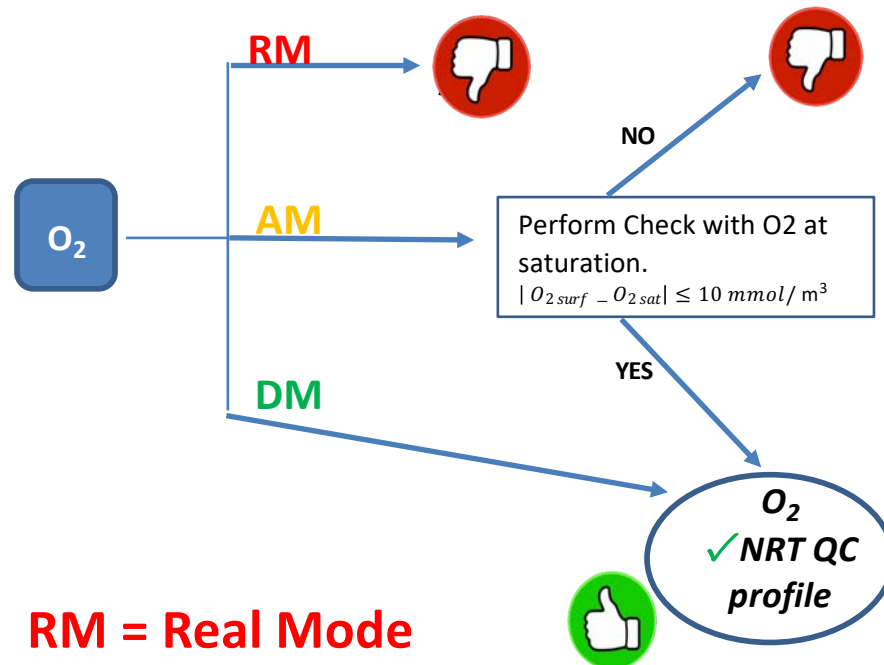 RM
NO
O₂
AM
Perform Check with O2 at
saturation.
| O₂ surf − O₂ sat| ≤ 10 mmol/ m³
YES
DM
O₂
✓NRT QC
profile
RM = Real Mode